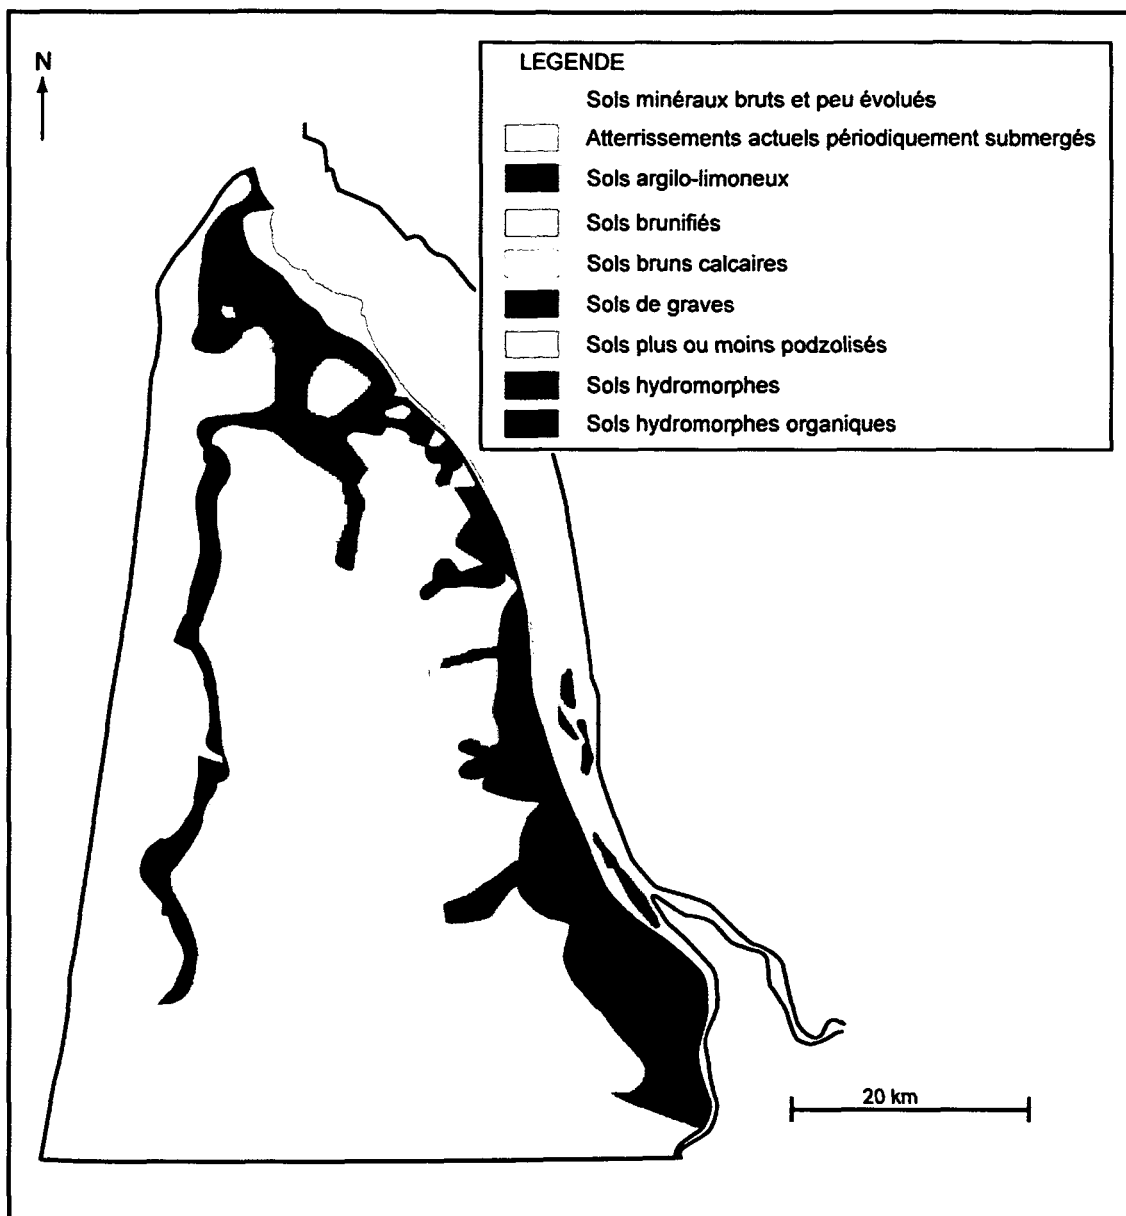 N
LEGENDE
Sols minéraux bruts et peu évolués
Atterrissements actuels périodiquement submergés
Sols argilo-limoneux
Sols brunifiés
Sols bruns calcaires
Sols de graves
Sols plus ou moins podzolisés
Sols hydromorphes
Sols hydromorphes organiques
20 km